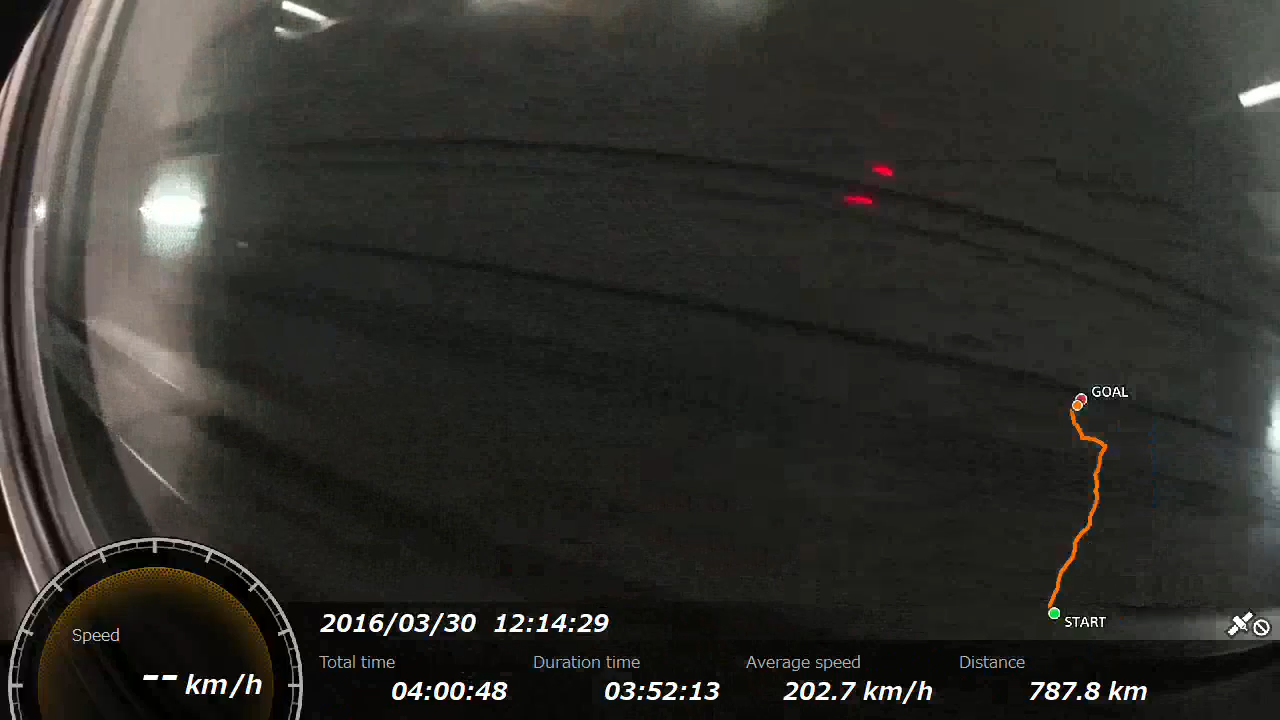 GOAL
START
2016/03/30 12:14:29
Speed
-- km/h
Total time
04:00:48
Duration time
03:52:13
Average speed
202.7 km/h
Distance
787.8 km